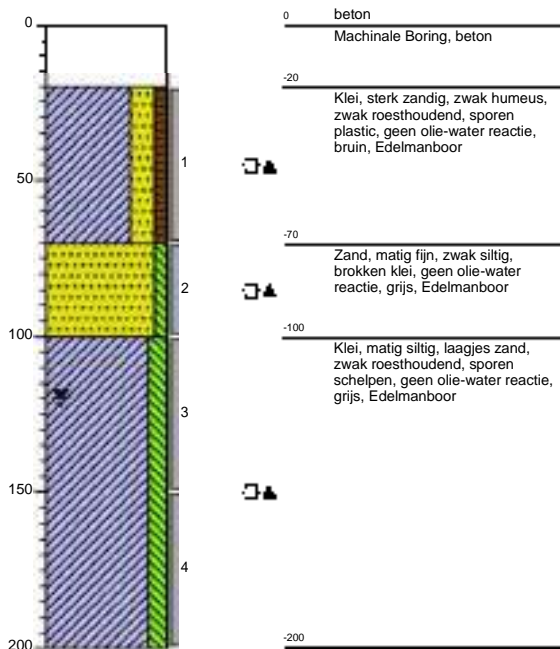 0
50
100
150
200
1
2
3
4
0
beton
Machinale Boring, beton
-20
Klei, sterk zandig, zwak humeus,
zwak roesthoudend, sporen
plastic, geen olie-water reactie,
bruin, Edelmanboor
-70
Zand, matig fijn, zwak siltig,
brokken klei, geen olie-water
reactie, grijs, Edelmanboor
-100
Klei, matig siltig, laagjes zand,
zwak roesthoudend, sporen
schelpen, geen olie-water reactie,
grijs, Edelmanboor
-200